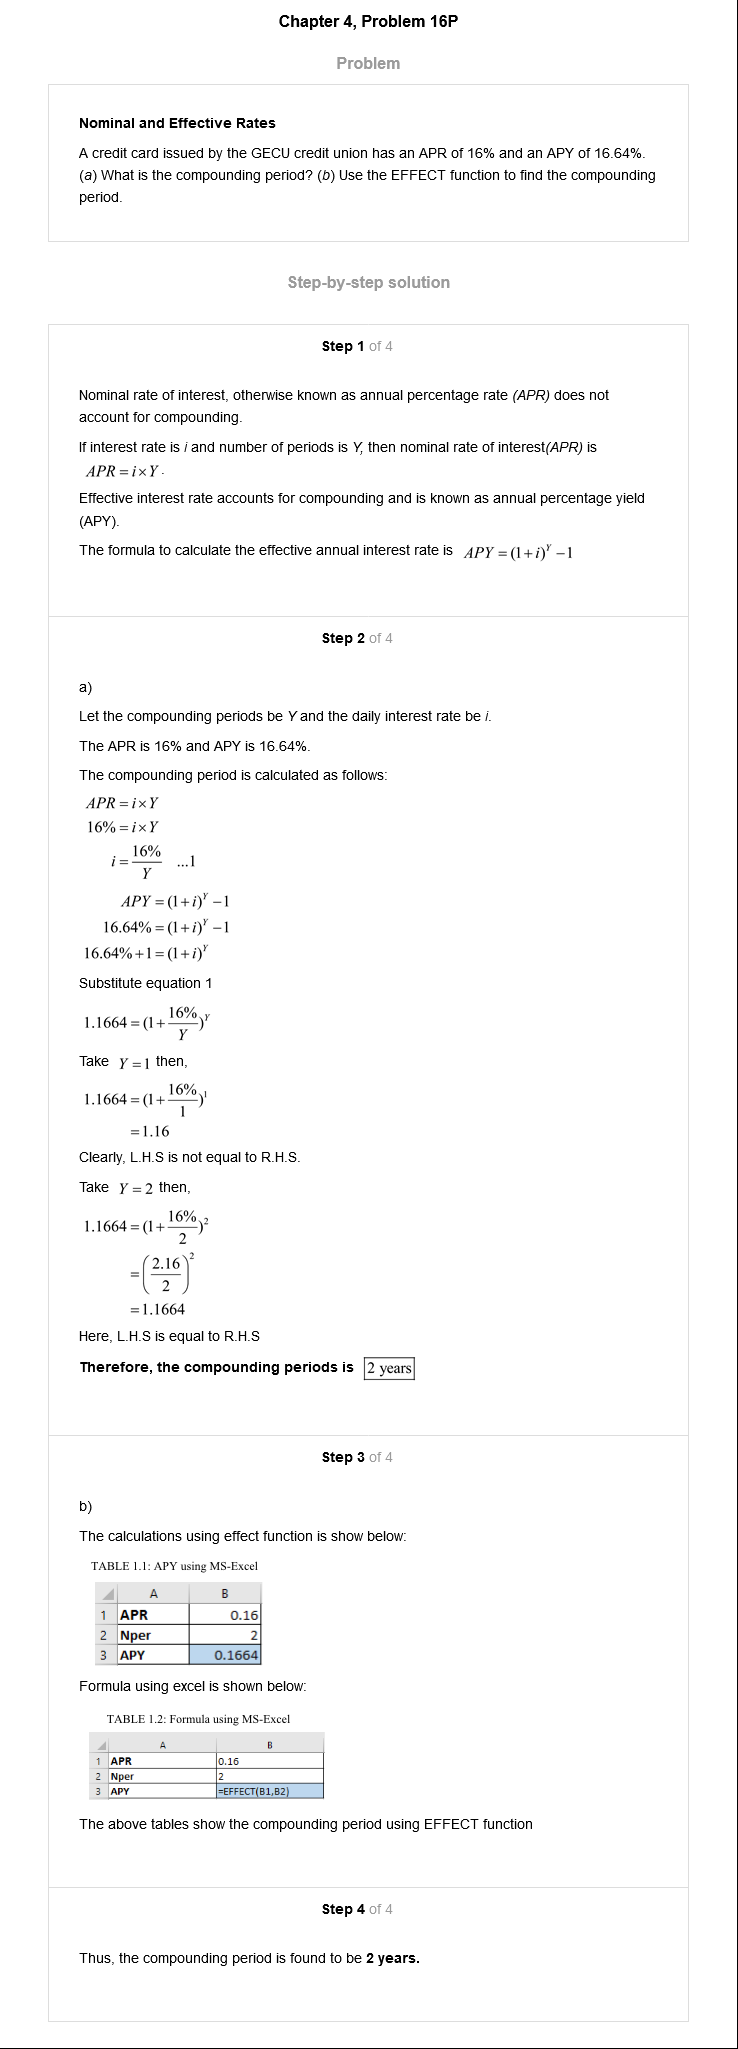 Chapter 4, Problem 16P
Problem
Nominal and Effective Rates
A credit card issued by the GECU credit union has an APR of 16% and an APY of 16.64%.
(a) What is the compounding period? (b) Use the EFFECT function to find the compounding
period.
Step-by-step solution
Step 1 of 4
Nominal rate of interest, otherwise known as annual percentage rate (APR) does not
account for compounding.
If interest rate is i and number of periods is Y, then nominal rate of interest(APR) is
APR = i × Y .
Effective interest rate accounts for compounding and is known as annual percentage yield
(APY).
The formula to calculate the effective annual interest rate is APY = (1 + i)^Y − 1
Step 2 of 4
a)
Let the compounding periods be Y and the daily interest rate be i.
The APR is 16% and APY is 16.64%.
The compounding period is calculated as follows:
APR = i × Y
16% = i × Y
i = 16%/Y ...1
APY = (1 + i)^Y − 1
16.64% = (1 + i)^Y − 1
16.64% + 1 = (1 + i)^Y
Substitute equation 1
1.1664 = (1 + 16%/Y)^Y
Take Y = 1 then,
1.1664 = (1 + 16%/1)^1
= 1.16
Clearly, L.H.S is not equal to R.H.S.
Take Y = 2 then,
1.1664 = (1 + 16%/2)^2
= (2.16/2)^2
= 1.1664
Here, L.H.S is equal to R.H.S
Therefore, the compounding periods is 2 years
Step 3 of 4
b)
The calculations using effect function is show below:
TABLE 1.1: APY using MS-Excel
A B
1 APR 0.16
2 Nper 2
3 APY 0.1664
Formula using excel is shown below:
TABLE 1.2: Formula using MS-Excel
A B
1 APR 0.16
2 Nper 2
3 APY =EFFECT(B1,B2)
The above tables show the compounding period using EFFECT function
Step 4 of 4
Thus, the compounding period is found to be 2 years.